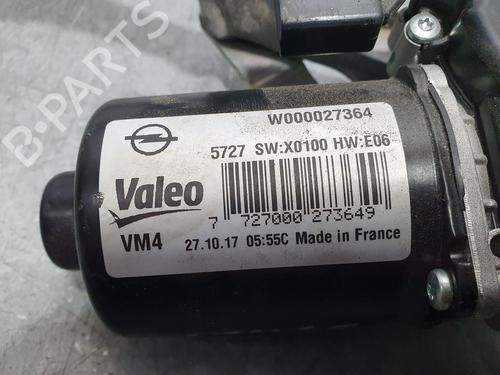 W000027364
5727 SW:X0100 HW:E06
Valeo
7 727000 273649
VM4 27.10.17 05:55C Made in France
B-Parts